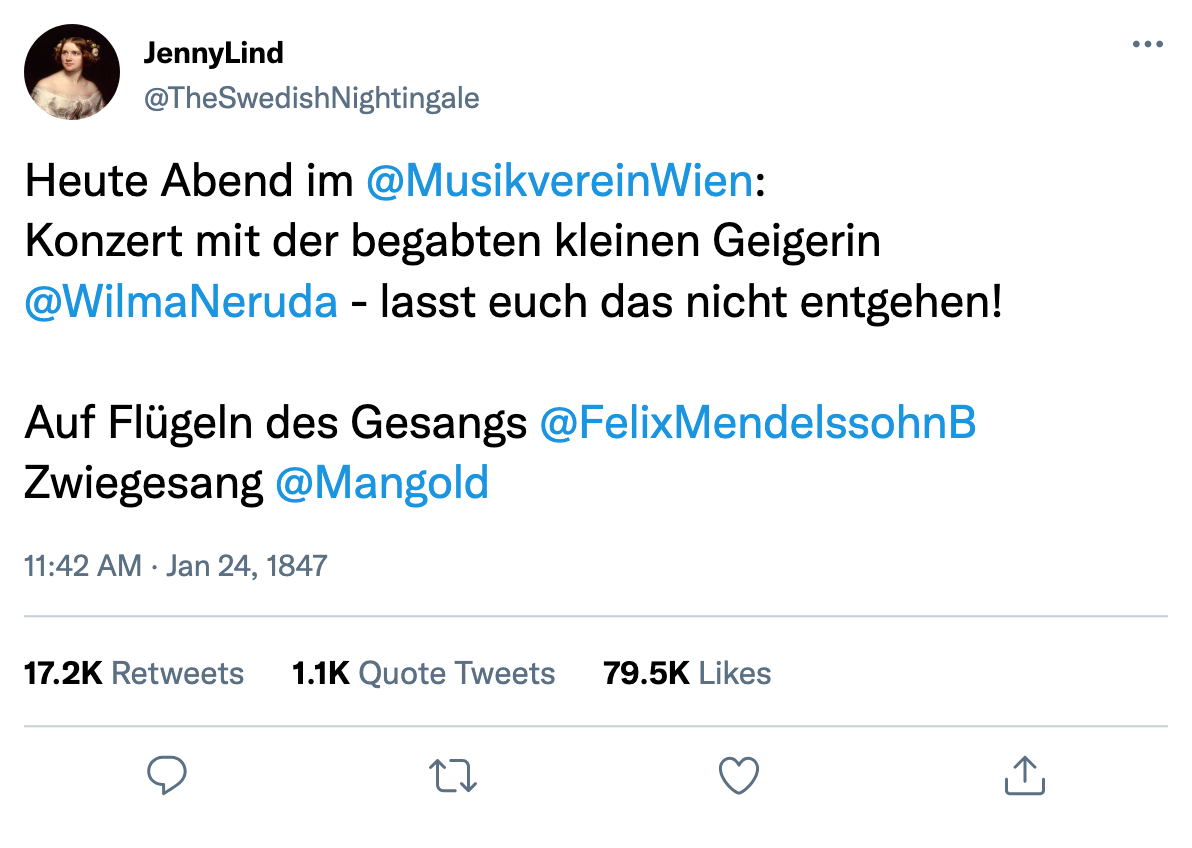 JennyLind
@TheSwedishNightingale
Heute Abend im @MusikvereinWien:
Konzert mit der begabten kleinen Geigerin
@WilmaNeruda - lasst euch das nicht entgehen!
Auf Flügeln des Gesangs @FelixMendelssohnB
Zwiegesang @Mangold
11:42 AM · Jan 24, 1847
17.2K Retweets 1.1K Quote Tweets 79.5K Likes